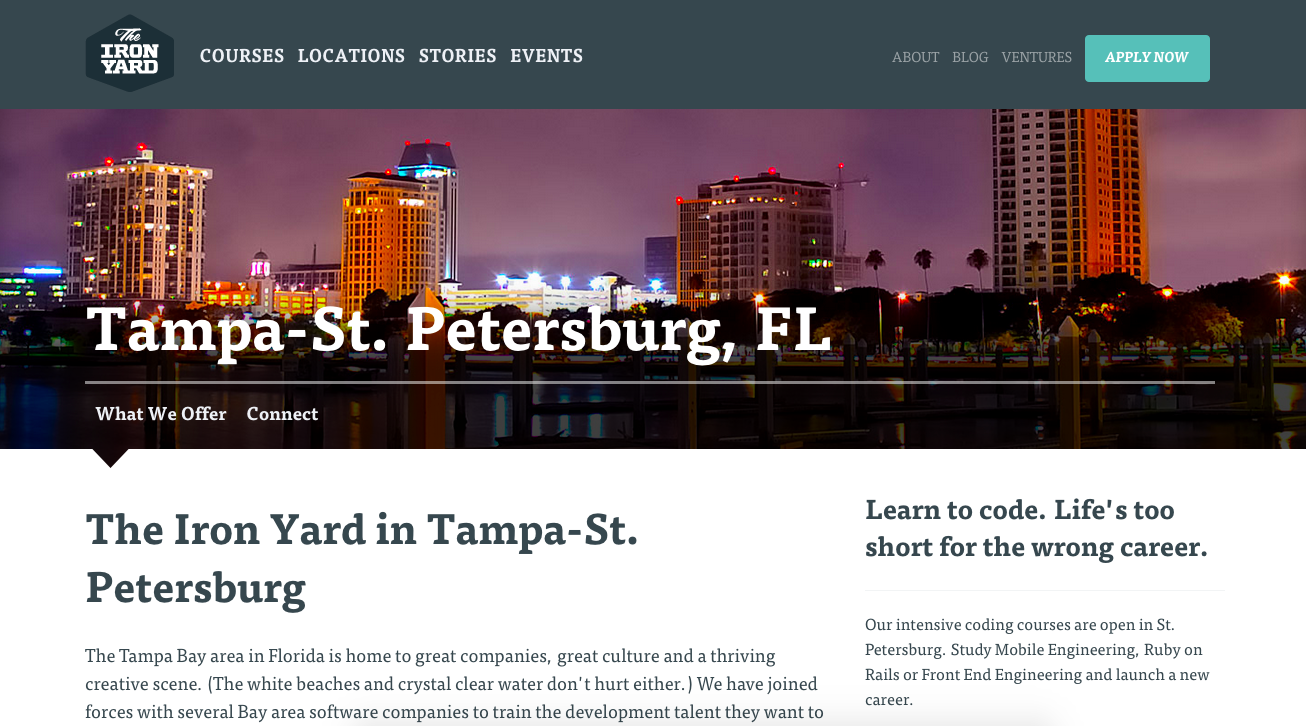 The
IRON
YARD
COURSES LOCATIONS STORIES EVENTS
ABOUT BLOG VENTURES APPLY NOW
Tampa-St. Petersburg, FL
What We Offer Connect
The Iron Yard in Tampa-St.
Petersburg
The Tampa Bay area in Florida is home to great companies, great culture and a thriving
creative scene. (The white beaches and crystal clear water don't hurt either.) We have joined
forces with several Bay area software companies to train the development talent they want to
Learn to code. Life's too
short for the wrong career.
Our intensive coding courses are open in St.
Petersburg. Study Mobile Engineering, Ruby on
Rails or Front End Engineering and launch a new
career.